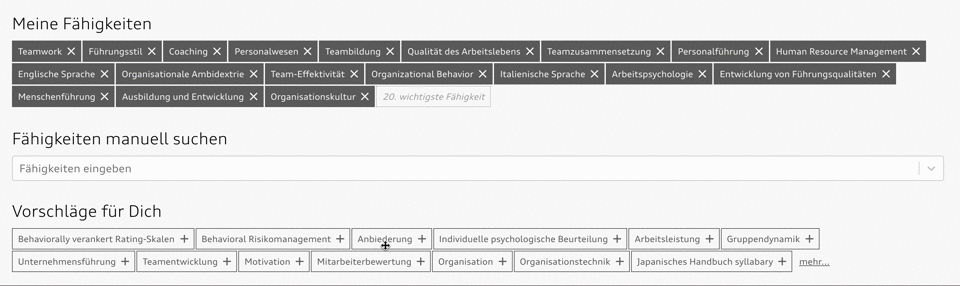 Meine Fähigkeiten
Teamwork × Führungsstil × Coaching × Personalwesen × Teambildung × Qualität des Arbeitslebens × Teamzusammensetzung × Personalführung × Human Resource Management ×
Englische Sprache × Organisationale Ambidextrie × Team-Effektivität × Organizational Behavior × Italienische Sprache × Arbeitspsychologie × Entwicklung von Führungsqualitäten ×
Menschenführung × Ausbildung und Entwicklung × Organisationskultur × 20. wichtigste Fähigkeit
Fähigkeiten manuell suchen
Fähigkeiten eingeben
Vorschläge für Dich
Behaviorally verankert Rating-Skalen + Behavioral Risikomanagement + Anbiederung + Individuelle psychologische Beurteilung + Arbeitsleistung + Gruppendynamik +
Unternehmensführung + Teamentwicklung + Motivation + Mitarbeiterbewertung + Organisation + Organisationstechnik + Japanisches Handbuch syllabary + mehr...